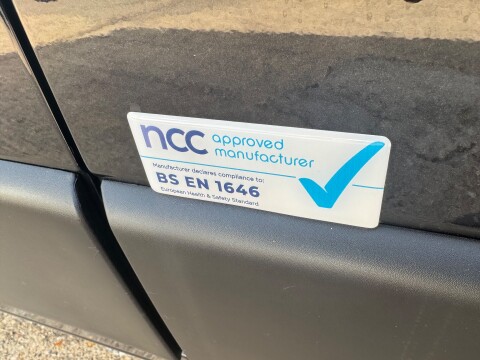 ncc approved
manufacturer
Manufacturer declares compliance to:
BS EN 1646
European Health & Safety Standard